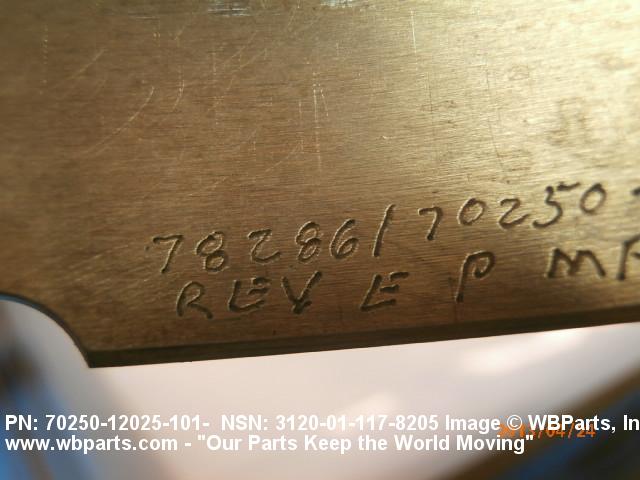 78286/70250-
REV E P MF
PN: 70250-12025-101-  NSN: 3120-01-117-8205 Image © WBParts, In
www.wbparts.com - "Our Parts Keep the World Moving"